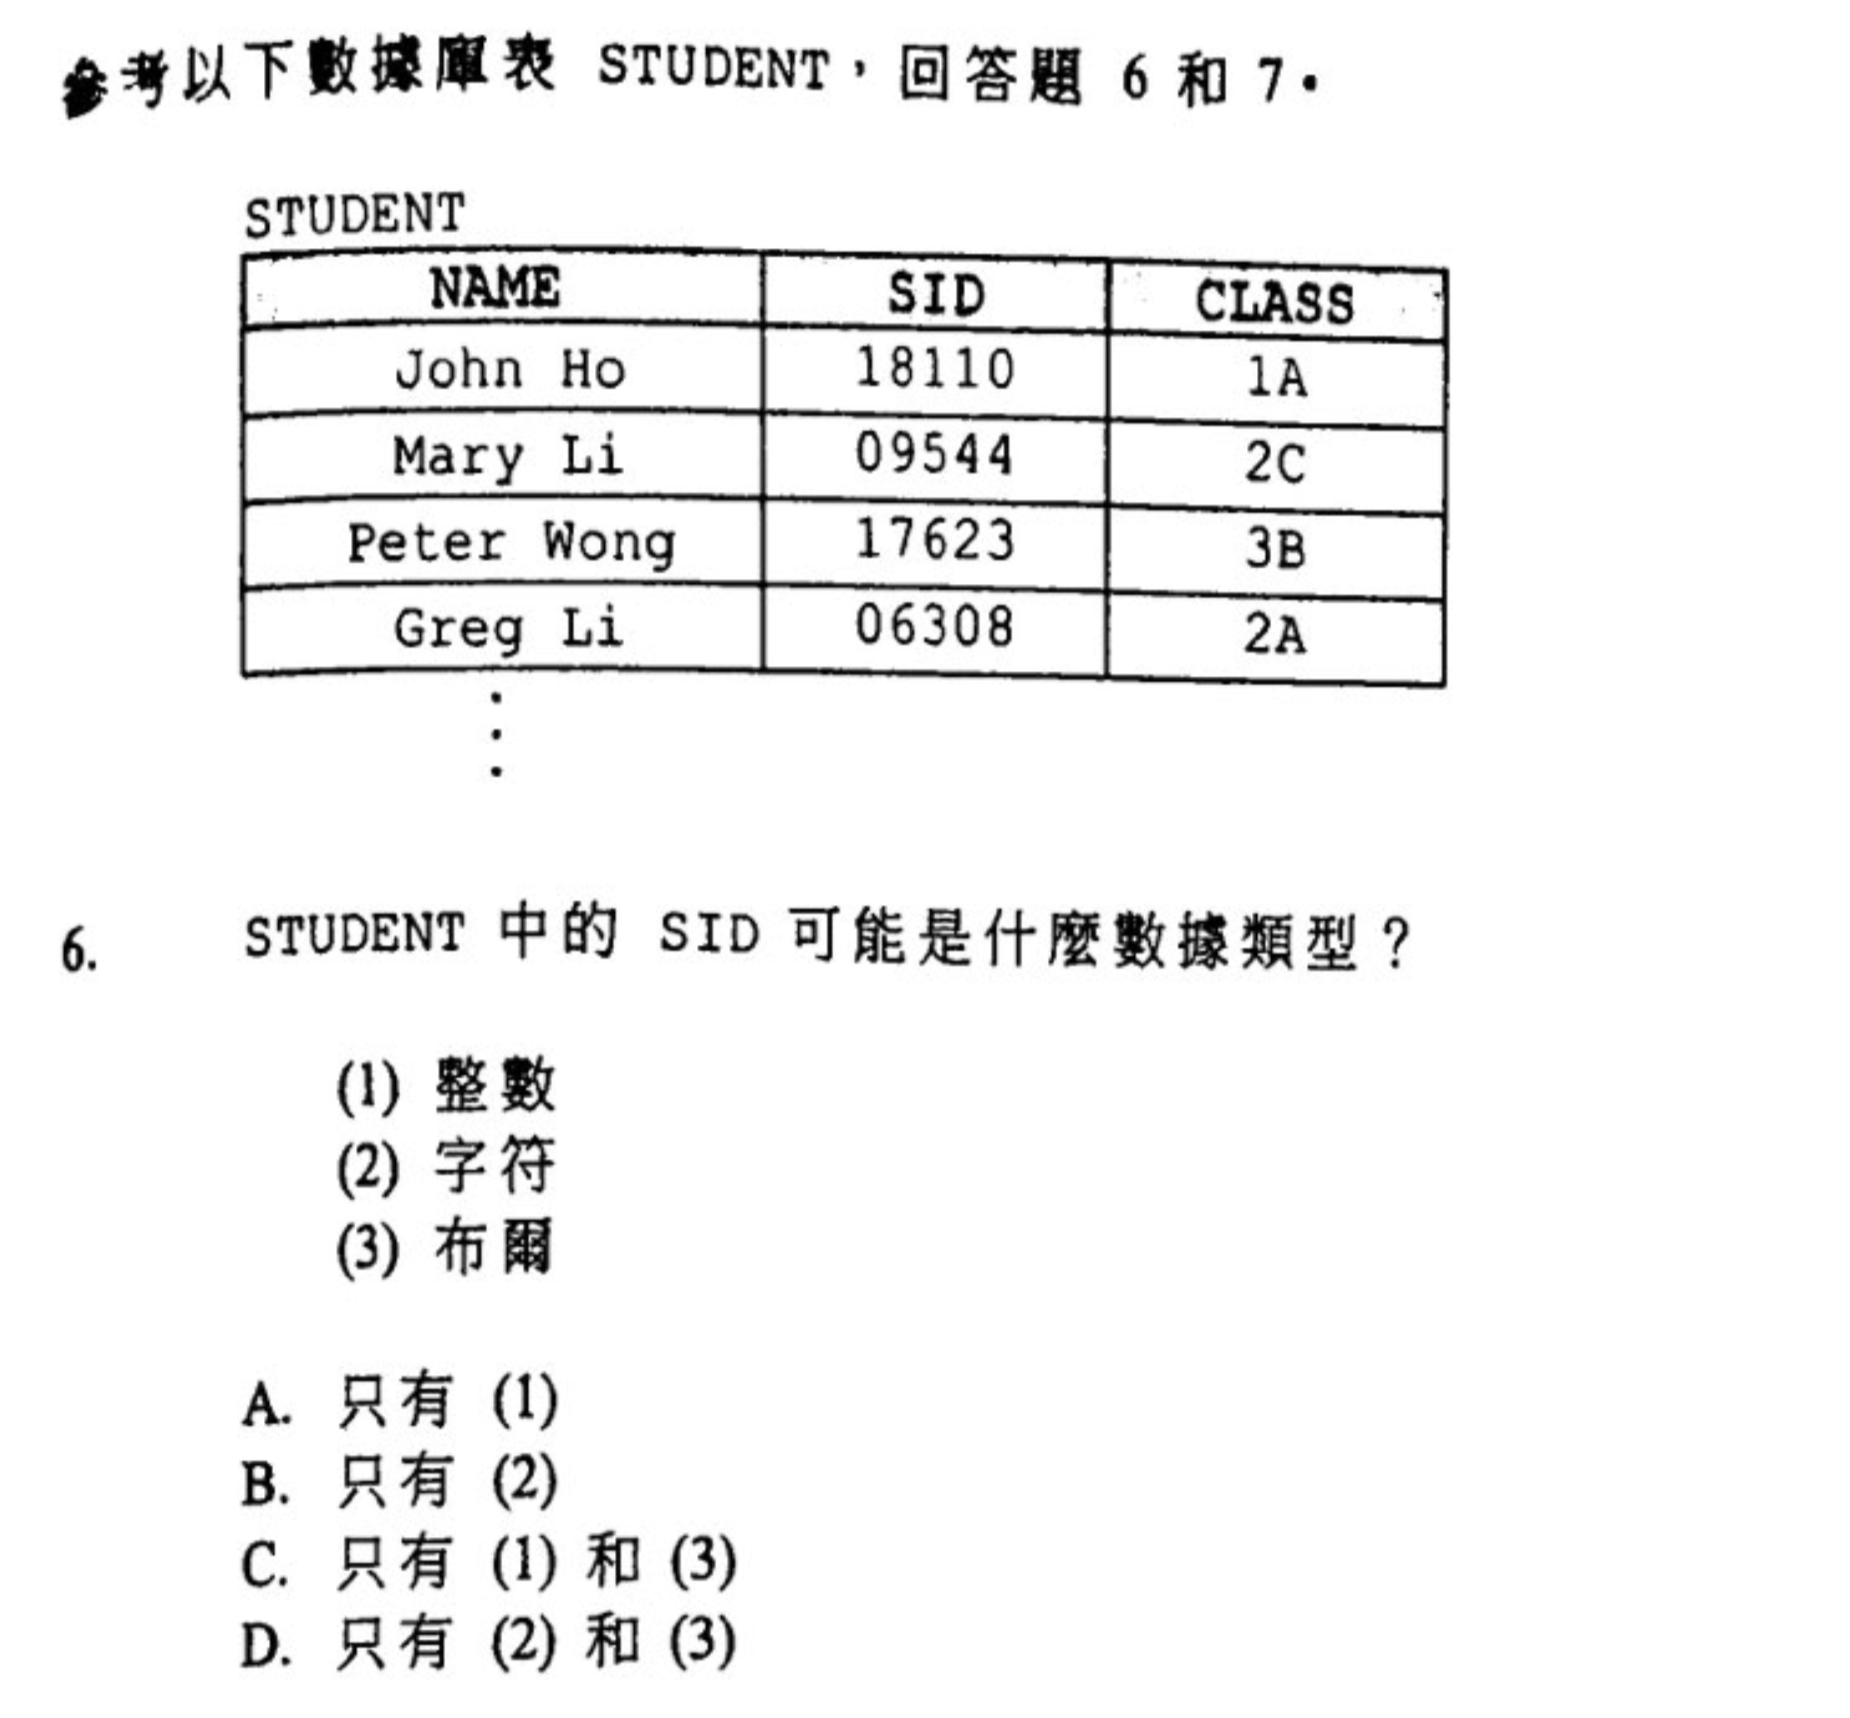 參考以下數據庫表 STUDENT，回答題 6 和 7。
STUDENT
NAME SID CLASS
John Ho 18110 1A
Mary Li 09544 2C
Peter Wong 17623 3B
Greg Li 06308 2A
6. STUDENT 中的 SID 可能是什麼數據類型？
(1) 整數
(2) 字符
(3) 布爾
A. 只有 (1)
B. 只有 (2)
C. 只有 (1) 和 (3)
D. 只有 (2) 和 (3)